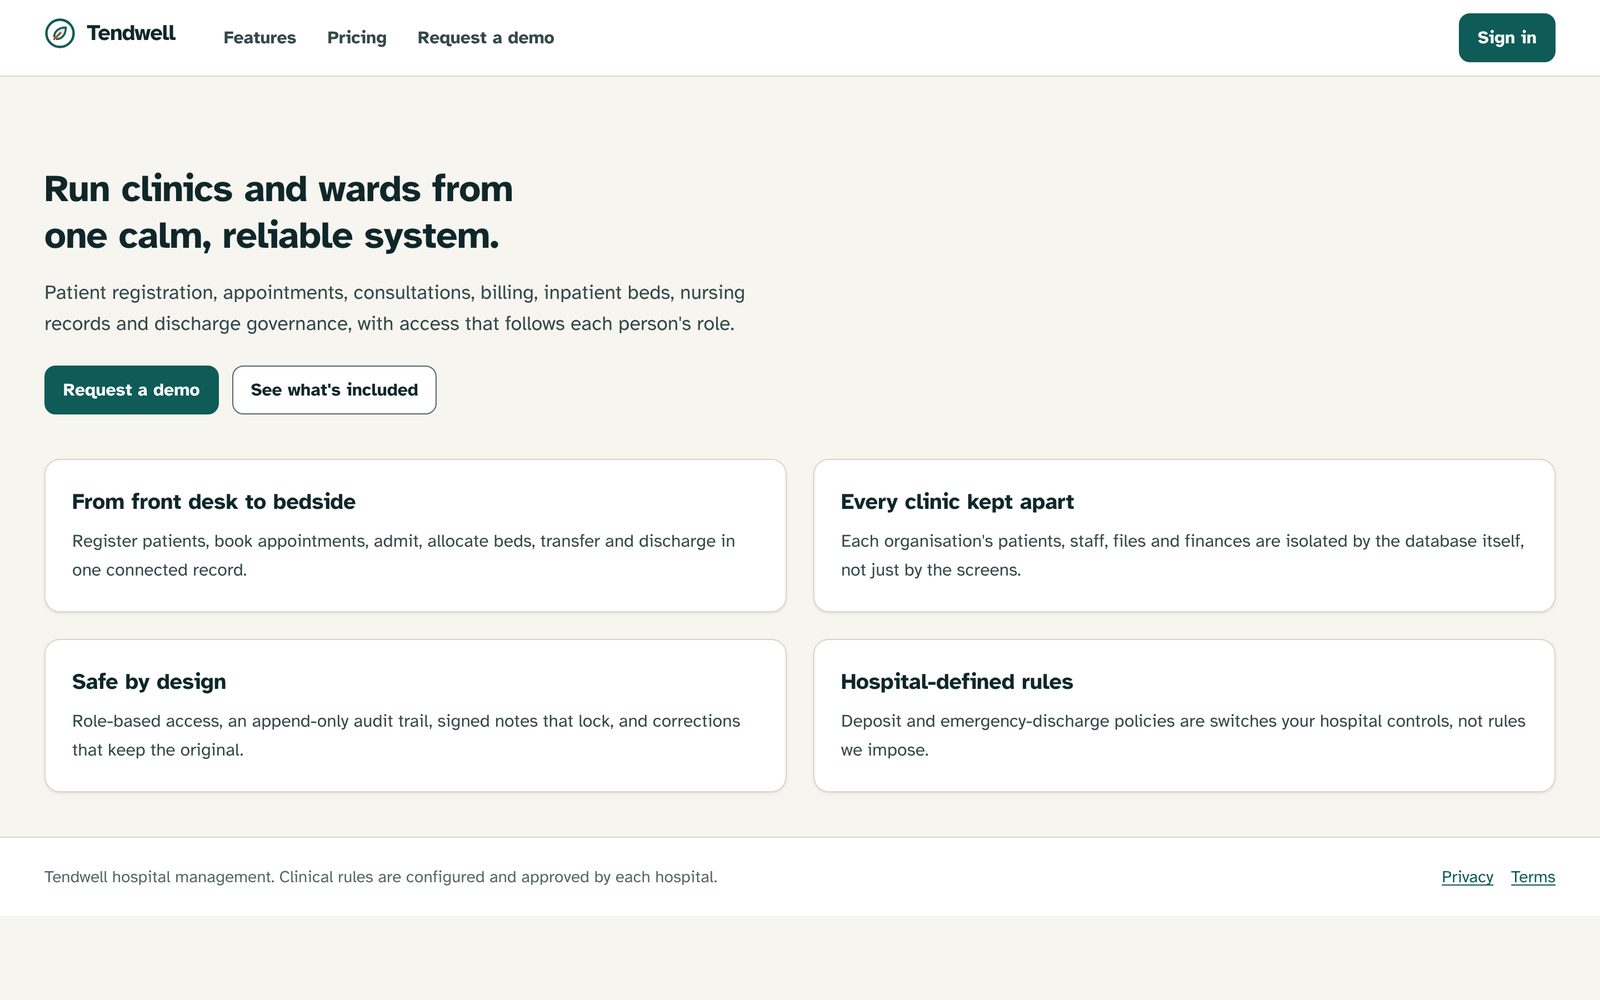 Tendwell
Features
Pricing
Request a demo
Sign in
Run clinics and wards from
one calm, reliable system.
Patient registration, appointments, consultations, billing, inpatient beds, nursing
records and discharge governance, with access that follows each person's role.
Request a demo
See what's included
From front desk to bedside
Register patients, book appointments, admit, allocate beds, transfer and discharge in
one connected record.
Every clinic kept apart
Each organisation's patients, staff, files and finances are isolated by the database itself,
not just by the screens.
Safe by design
Role-based access, an append-only audit trail, signed notes that lock, and corrections
that keep the original.
Hospital-defined rules
Deposit and emergency-discharge policies are switches your hospital controls, not rules
we impose.
Tendwell hospital management. Clinical rules are configured and approved by each hospital.
Privacy
Terms